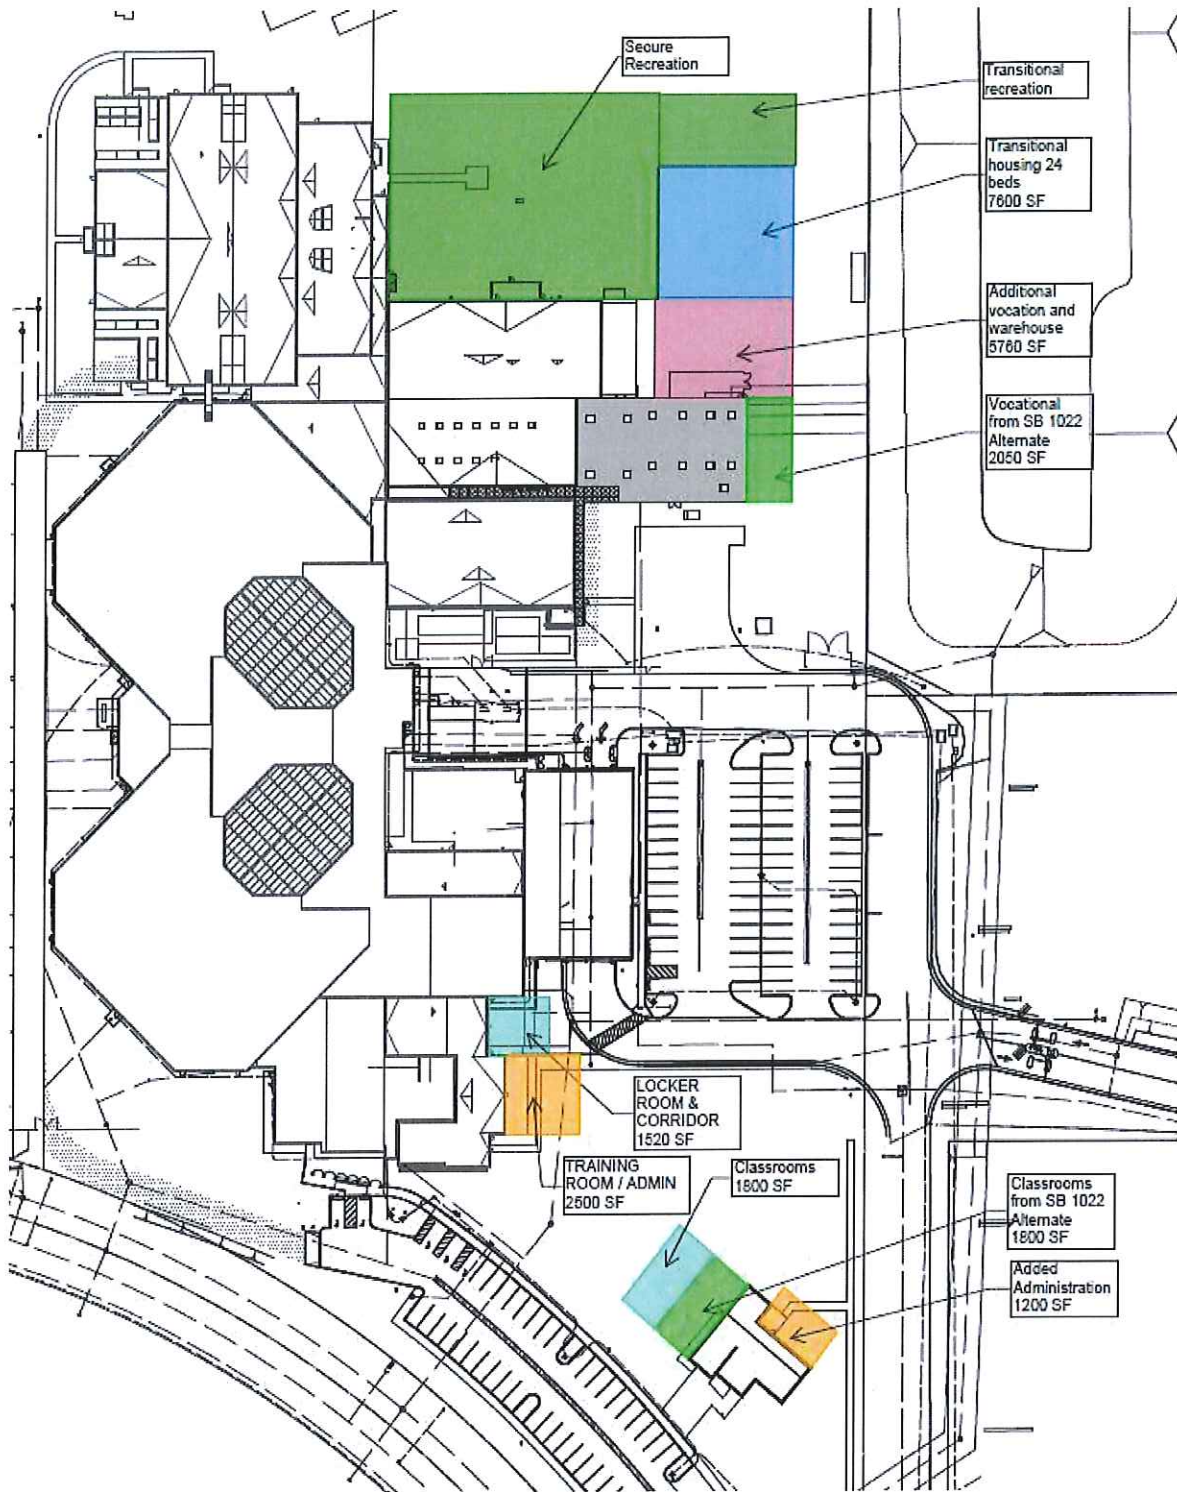 Secure
Recreation
Transitional
recreation
Transitional
housing 24
beds
7600 SF
Additional
vocation and
warehouse
5760 SF
Vocational
from SB 1022
Alternate
2050 SF
LOCKER
ROOM &
CORRIDOR
1520 SF
TRAINING
ROOM / ADMIN
2500 SF
Classrooms
1800 SF
Classrooms
from SB 1022
Alternate
1800 SF
Added
Administration
1200 SF